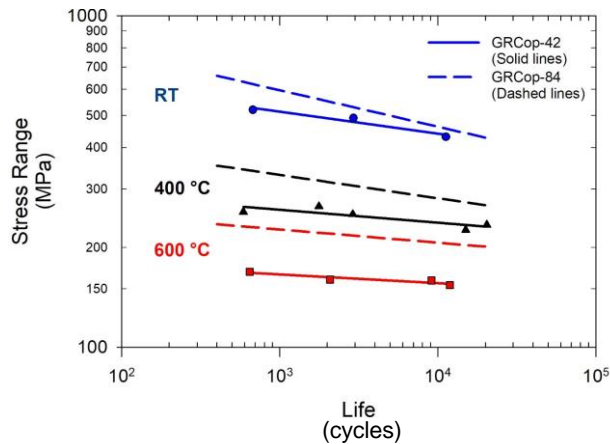 1000
900
800
700
600
500
400
300
200
150
100
Stress Range
(MPa)
RT
400 °C
600 °C
GRCop-42
(Solid lines)
GRCop-84
(Dashed lines)
10²
10³
10⁴
10⁵
Life
(cycles)